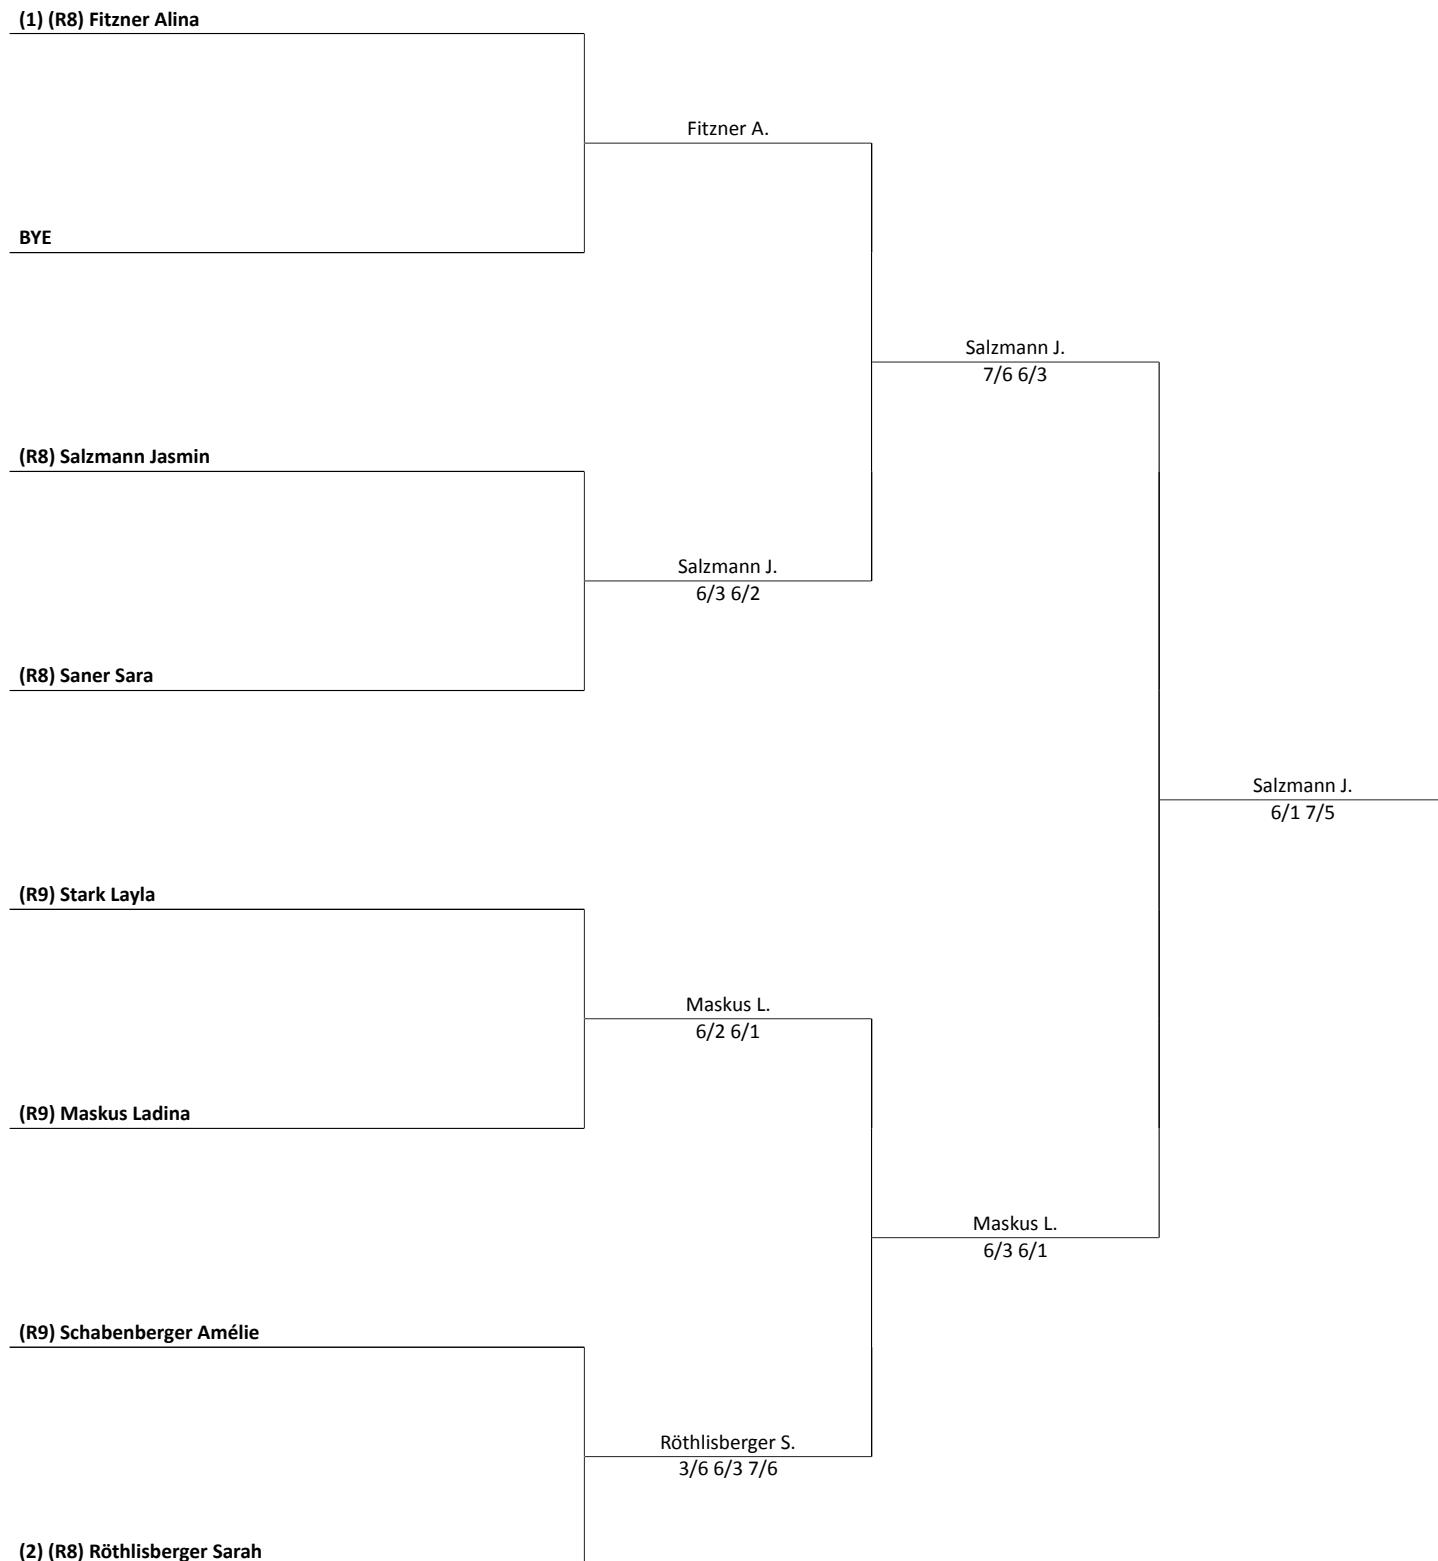 (1) (R8) Fitzner Alina
Fitzner A.
BYE
Salzmann J.
7/6 6/3
(R8) Salzmann Jasmin
Salzmann J.
6/3 6/2
(R8) Saner Sara
Salzmann J.
6/1 7/5
(R9) Stark Layla
Maskus L.
6/2 6/1
(R9) Maskus Ladina
Maskus L.
6/3 6/1
(R9) Schabenberger Amélie
Röthlisberger S.
3/6 6/3 7/6
(2) (R8) Röthlisberger Sarah